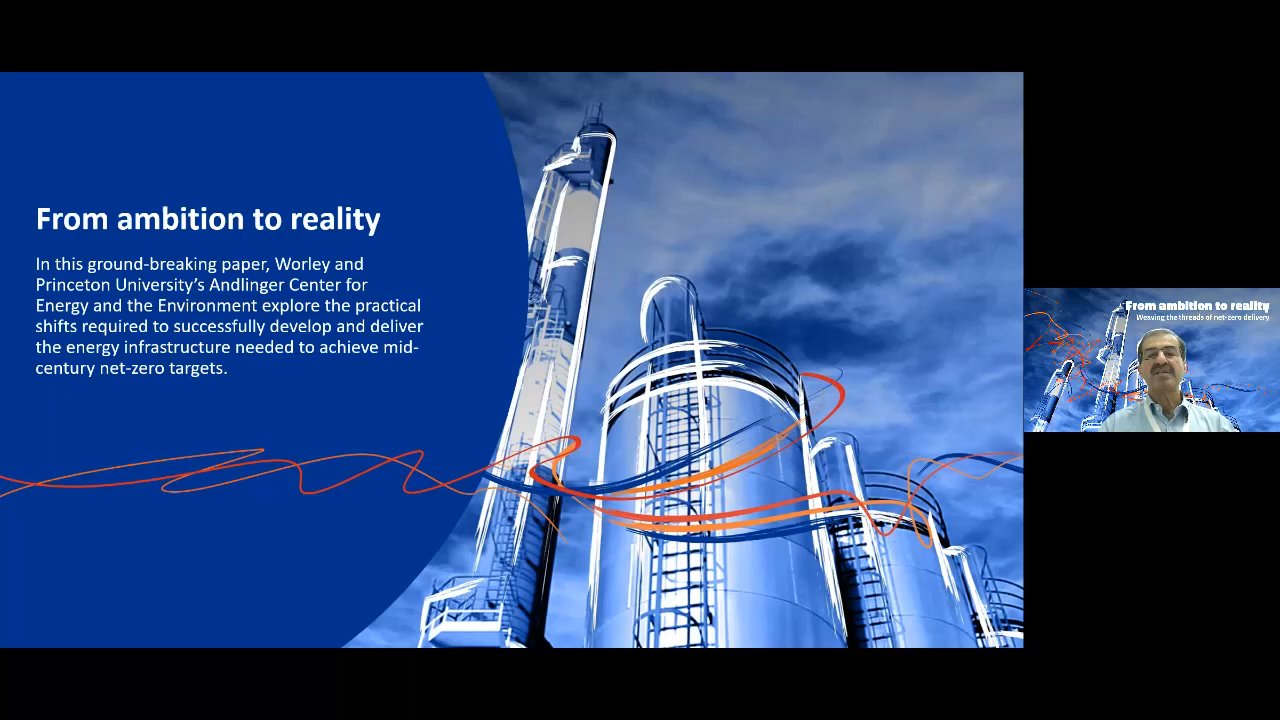 From ambition to reality
In this ground-breaking paper, Worley and
Princeton University’s Andlinger Center for
Energy and the Environment explore the practical
shifts required to successfully develop and deliver
the energy infrastructure needed to achieve mid-
century net-zero targets.
From ambition to reality
Weaving the threads of net-zero delivery